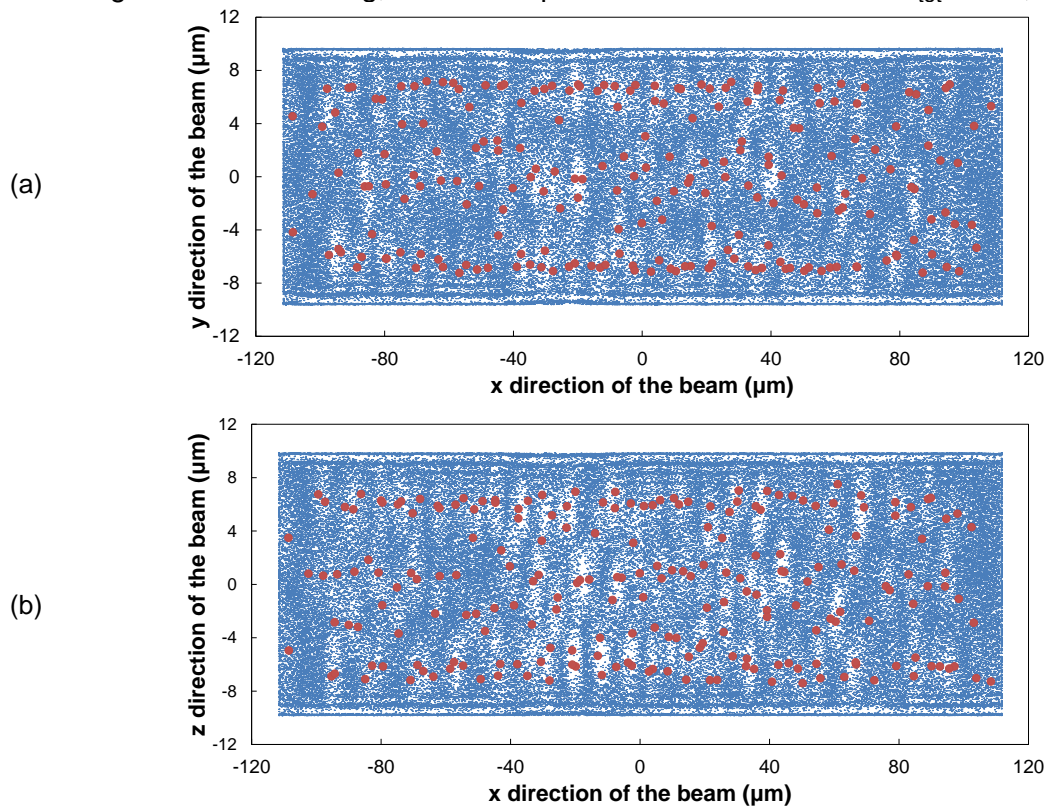 (a)
y direction of the beam (µm)
12
8
4
0
-4
-8
-12
-120 -80 -40 0 40 80 120
x direction of the beam (µm)
(b)
z direction of the beam (µm)
12
8
4
0
-4
-8
-12
-120 -80 -40 0 40 80 120
x direction of the beam (µm)